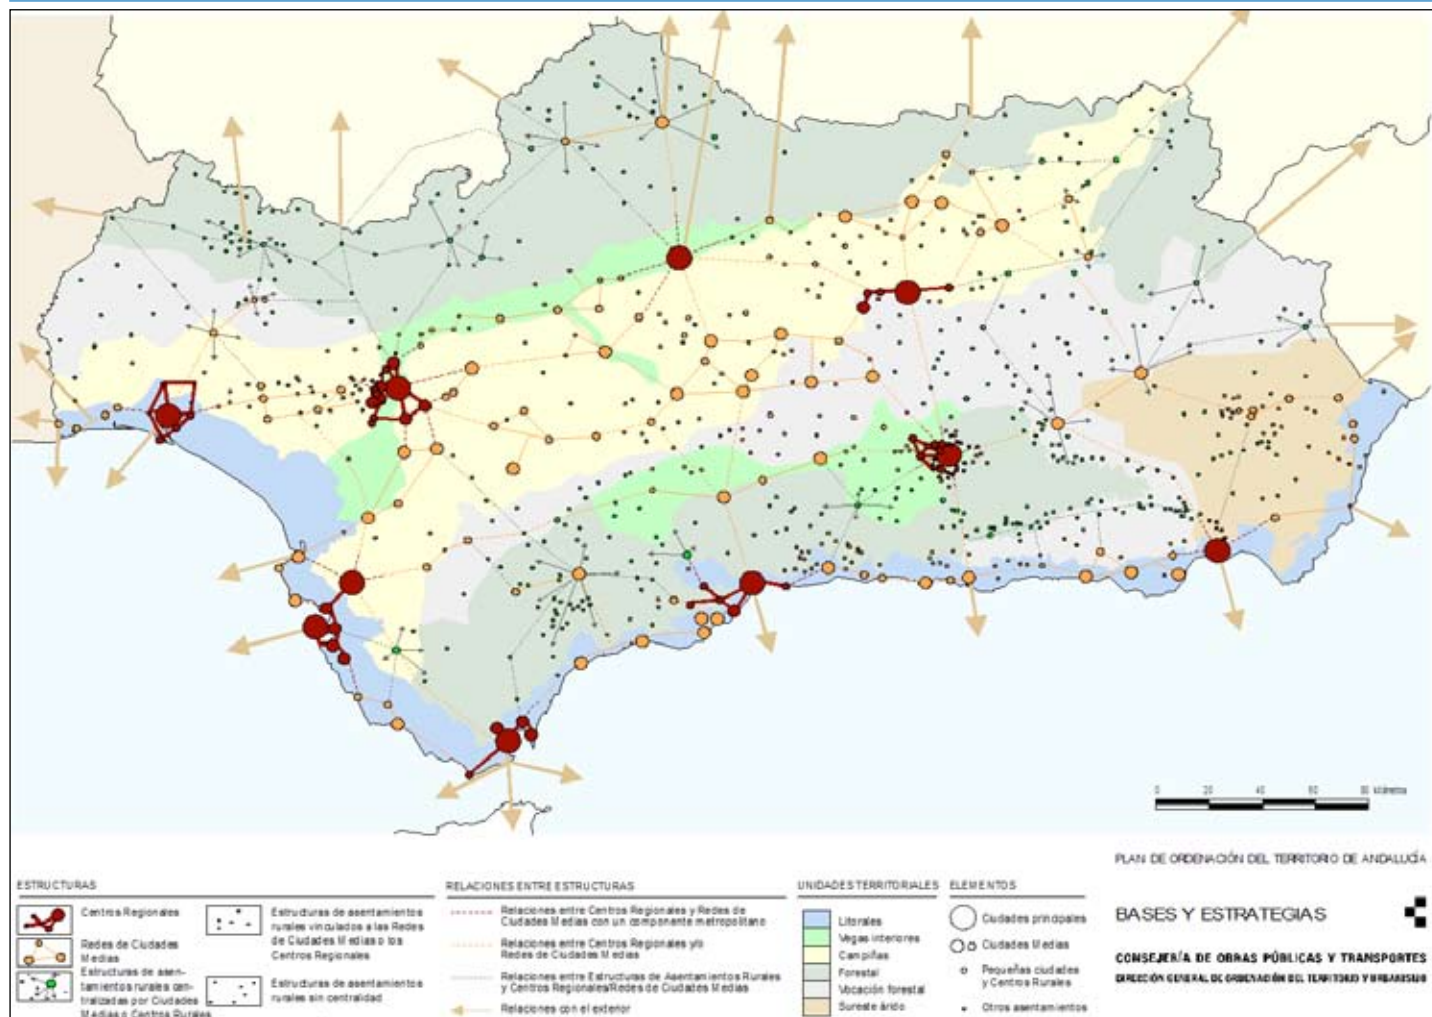 0 20 40 60 80 kilómetros
PLAN DE ORDENACIÓN DEL TERRITORIO DE ANDALUCÍA
BASES Y ESTRATEGIAS
CONSEJERÍA DE OBRAS PÚBLICAS Y TRANSPORTES
DIRECCIÓN GENERAL DE ORDENACIÓN DEL TERRITORIO Y URBANISMO
ESTRUCTURAS
Centros Regionales
Redes de Ciudades
Medias
Estructuras de asen-
tamientos rurales cen-
tralizadas por Ciudades
Medias o Centros Rurales
Estructuras de asentamientos
rurales vinculados a las Redes
de Ciudades Medias o los
Centros Regionales
Estructuras de asentamientos
rurales sin centralidad
RELACIONES ENTRE ESTRUCTURAS
Relaciones entre Centros Regionales y Redes de
Ciudades Medias con un componente metropolitano
Relaciones entre Centros Regionales y/o
Redes de Ciudades Medias
Relaciones entre Estructuras de Asentamientos Rurales
y Centros Regionales/Redes de Ciudades Medias
Relaciones con el exterior
UNIDADES TERRITORIALES
Litorales
Vegas interiores
Campiñas
Forestal
Vocación forestal
Sureste árido
ELEMENTOS
Ciudades principales
Ciudades Medias
Pequeñas ciudades
y Centros Rurales
Otros asentamientos